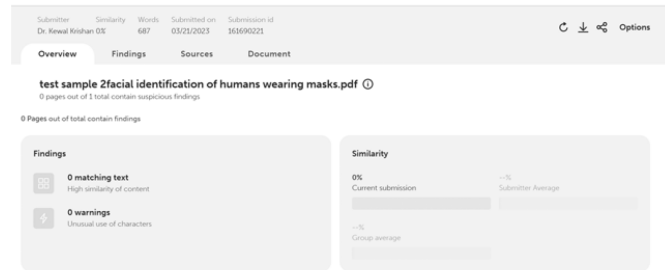 Submitter Similarity Words Submitted on Submission id
Dr. Kewal Krishan 0% 687 03/21/2023 161690221
Options
Overview Findings Sources Document
test sample 2facial identification of humans wearing masks.pdf
0 pages out of 1 total contain suspicious findings
0 Pages out of total contain findings
Findings
0 matching text
High similarity of content
0 warnings
Unusual use of characters
Similarity
0%
Current submission
--%
Submitter Average
--%
Group average